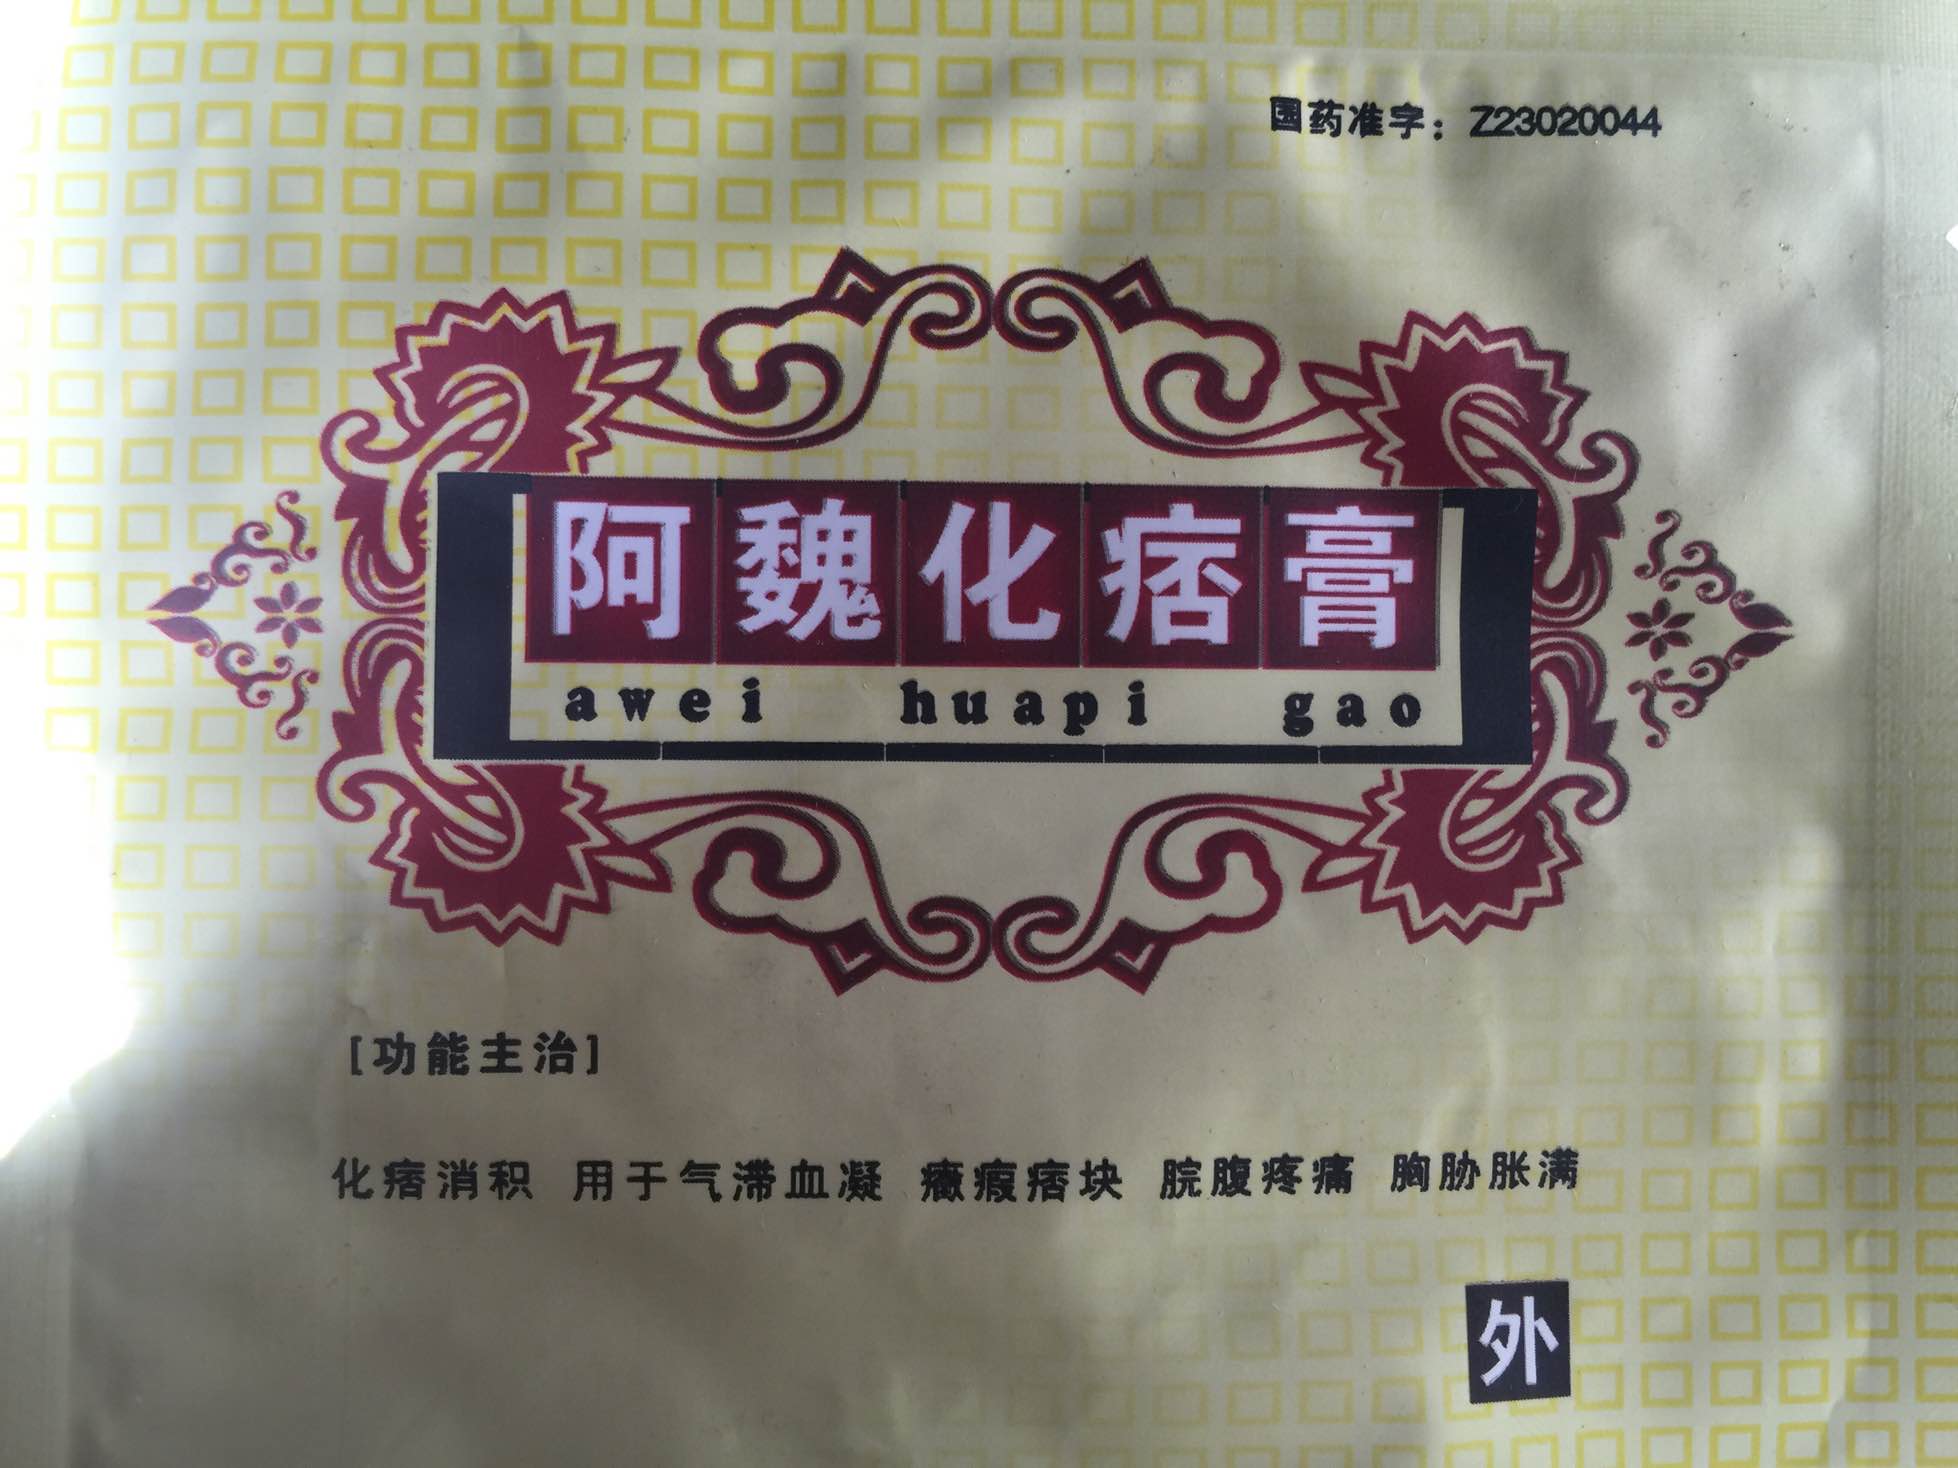 国药准字：Z23020044
阿魏化痞膏
awei huapi gao
[功能主治]
化痞消积 用于气滞血凝 癥瘕痞块 脘腹疼痛 胸胁胀满
外